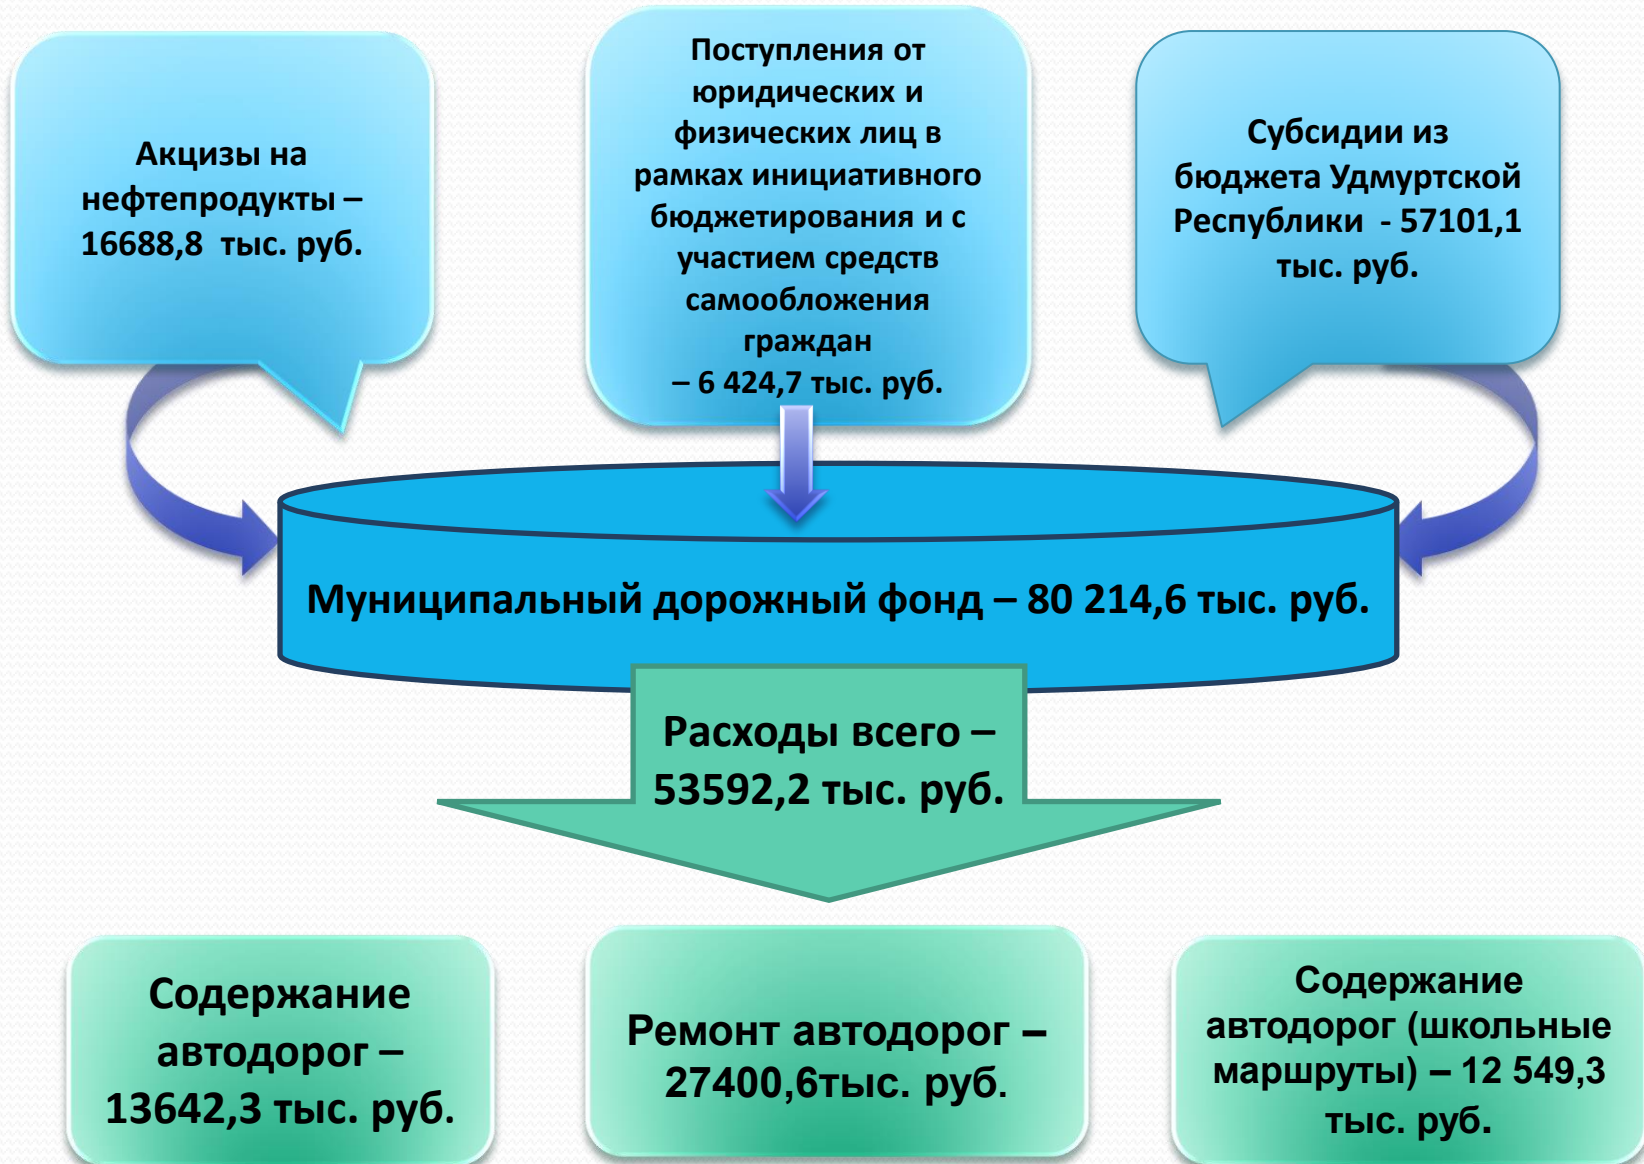 Акцизы на
нефтепродукты –
16688,8 тыс. руб.
Поступления от
юридических и
физических лиц в
рамках инициативного
бюджетирования и с
участием средств
самообложения
граждан
– 6 424,7 тыс. руб.
Субсидии из
бюджета Удмуртской
Республики - 57101,1
тыс. руб.
Муниципальный дорожный фонд – 80 214,6 тыс. руб.
Расходы всего –
53592,2 тыс. руб.
Содержание
автодорог –
13642,3 тыс. руб.
Ремонт автодорог –
27400,6тыс. руб.
Содержание
автодорог (школьные
маршруты) – 12 549,3
тыс. руб.